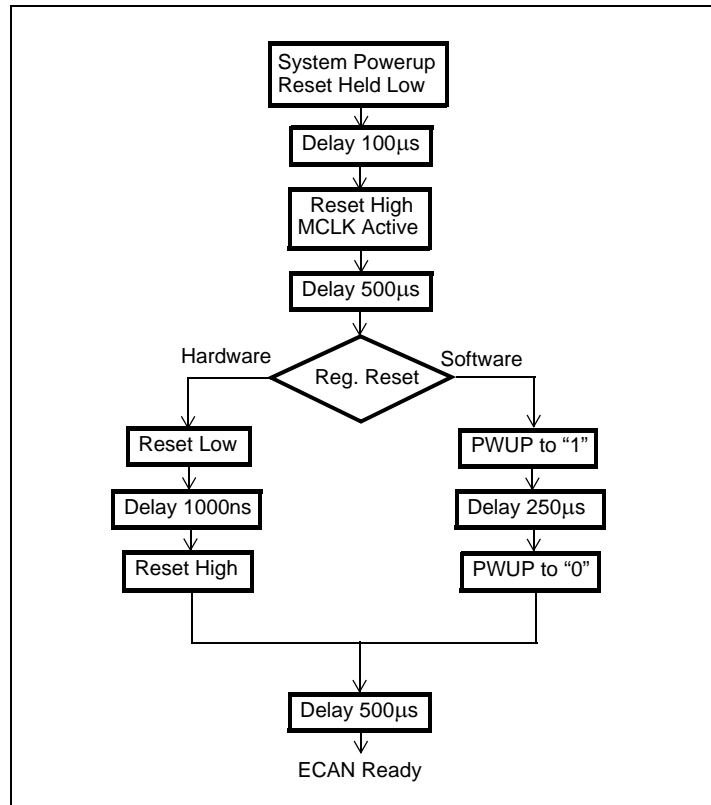 System Powerup
Reset Held Low
Delay 100μs
Reset High
MCLK Active
Delay 500μs
Hardware
Software
Reg. Reset
Reset Low
PWUP to “1”
Delay 1000ns
Delay 250μs
Reset High
PWUP to “0”
Delay 500μs
ECAN Ready